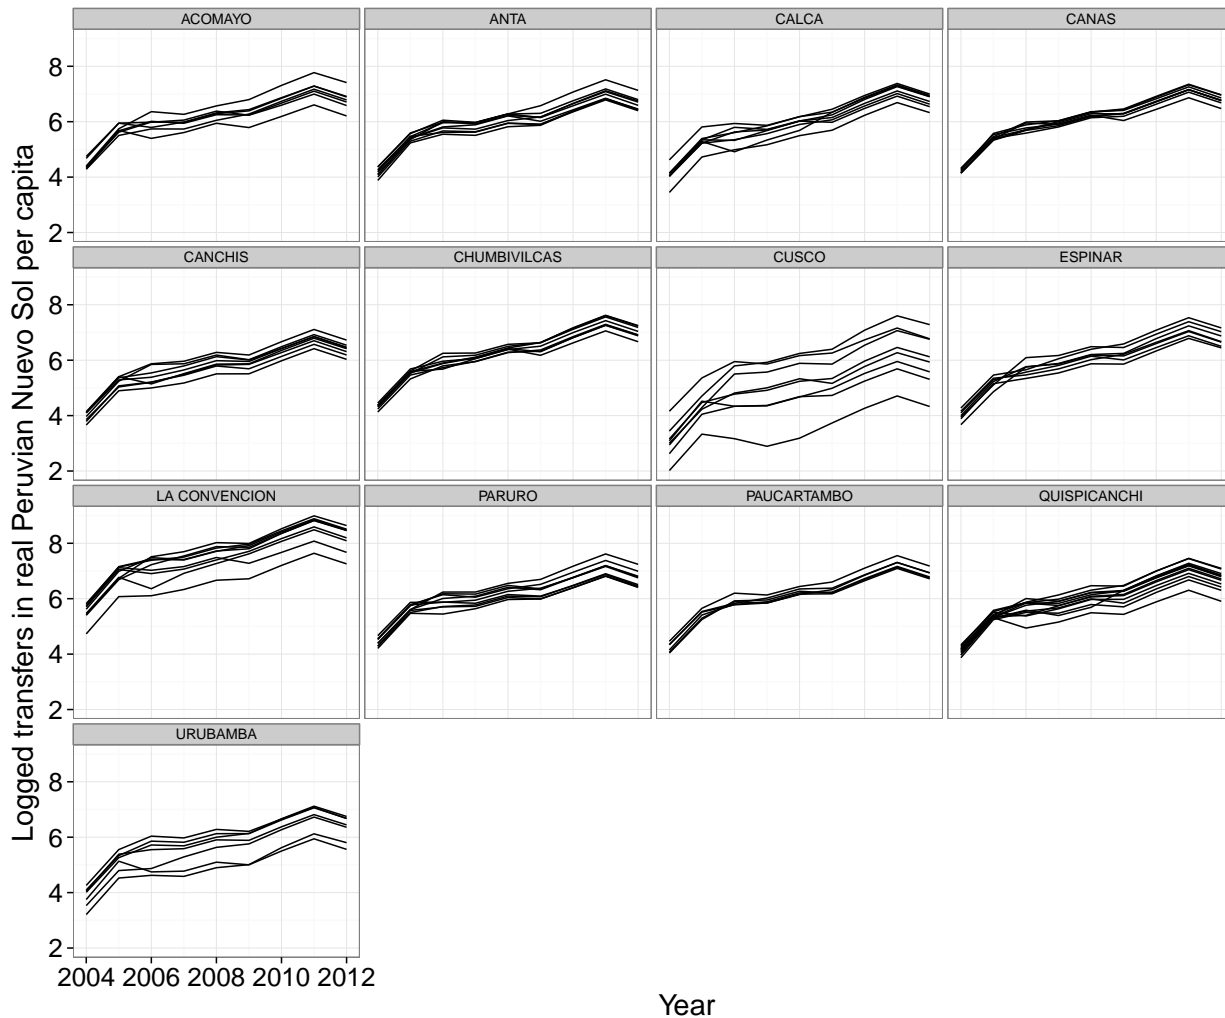 ACOMAYO ANTA CALCA CANAS
8
6
4
2
CANCHIS CHUMBIVILCAS CUSCO ESPINAR
8
6
4
2
LA CONVENCION PARURO PAUCARTAMBO QUISPICANCHI
8
6
4
2
URUBAMBA
8
6
4
2
2004 2006 2008 2010 2012
Year
Logged transfers in real Peruvian Nuevo Sol per capita